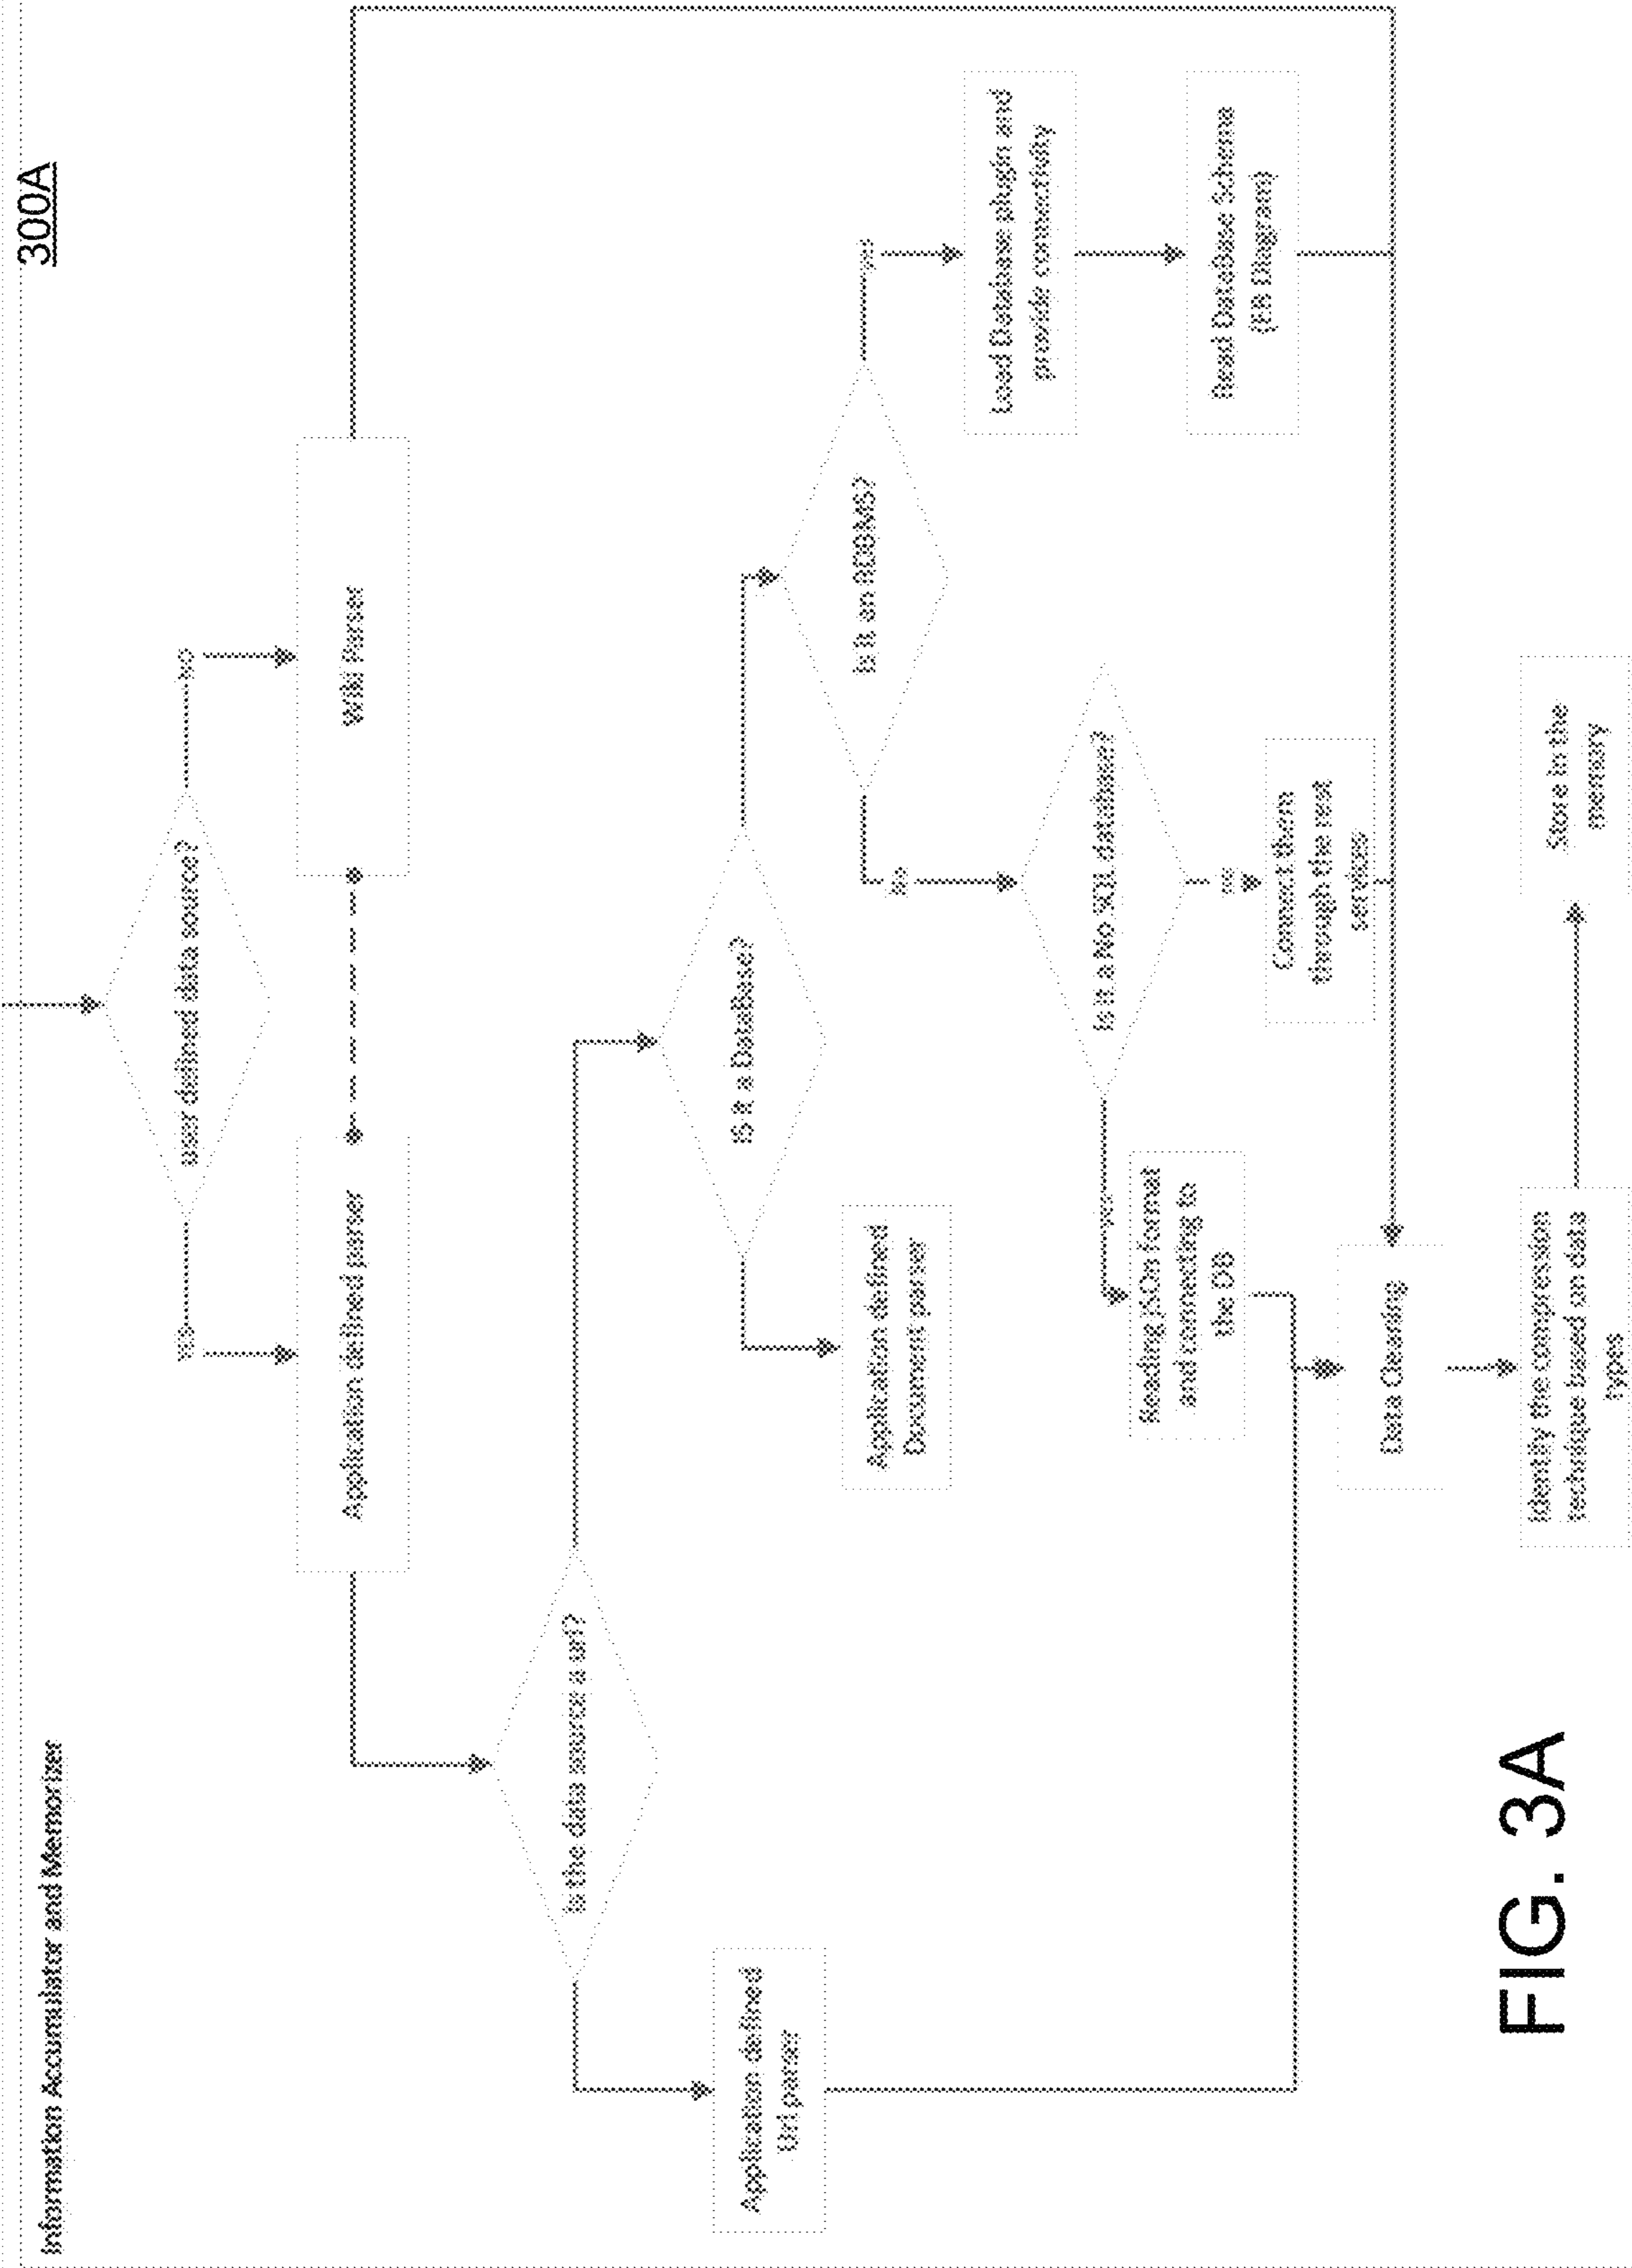 300A
Information Accumulator and Memoriser
user defined data source?
yes
no
Application defined parser
Wiki Parser
Is the data source a url?
Is it a DataBase?
Application defined
Url parser
Is it an RDBMS?
yes
Application defined
Document parser
No
Load Database plugin and
provide connectivity
Is it a No SQL database?
yes
Read DataBase Schema
(ER Diagram)
Reading jSOn format
and connecting to
the DB
Connect them
through the rest
services
Data Cleaning
Identify the compression
technique based on data
types
Store in the
memory
FIG. 3A